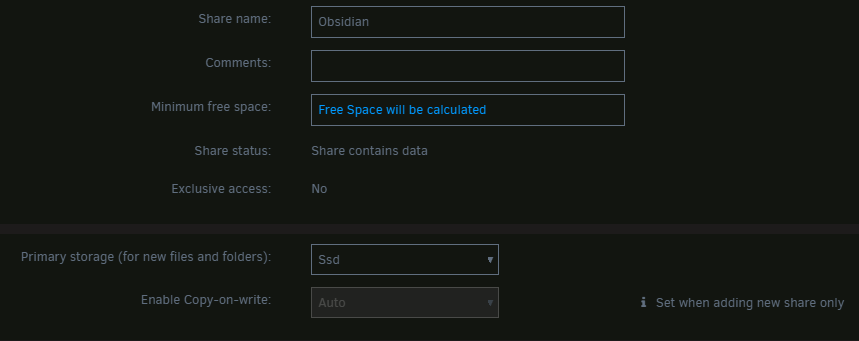 Share name: Obsidian
Comments:
Minimum free space: Free Space will be calculated
Share status: Share contains data
Exclusive access: No
Primary storage (for new files and folders): Ssd
Enable Copy-on-write: Auto Set when adding new share only